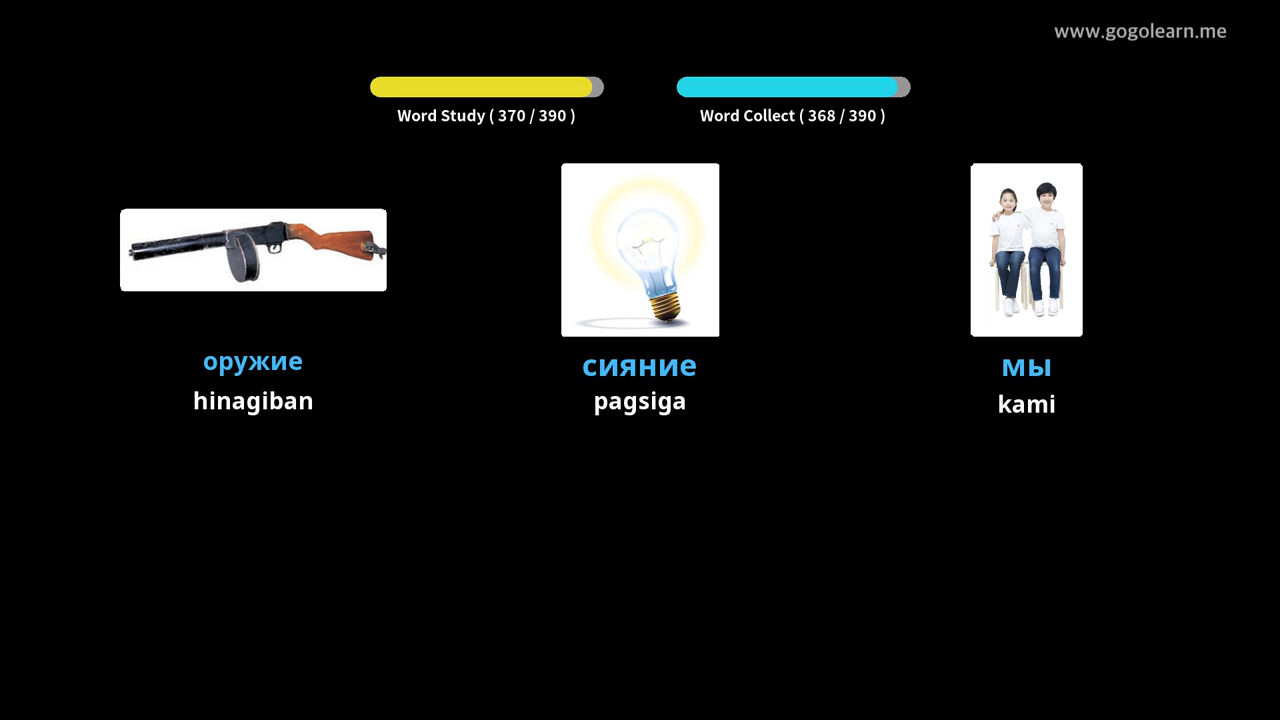 www.gogolearn.me
Word Study ( 370 / 390 )
Word Collect ( 368 / 390 )
оружие
hinagiban
сияние
pagsiga
мы
kami